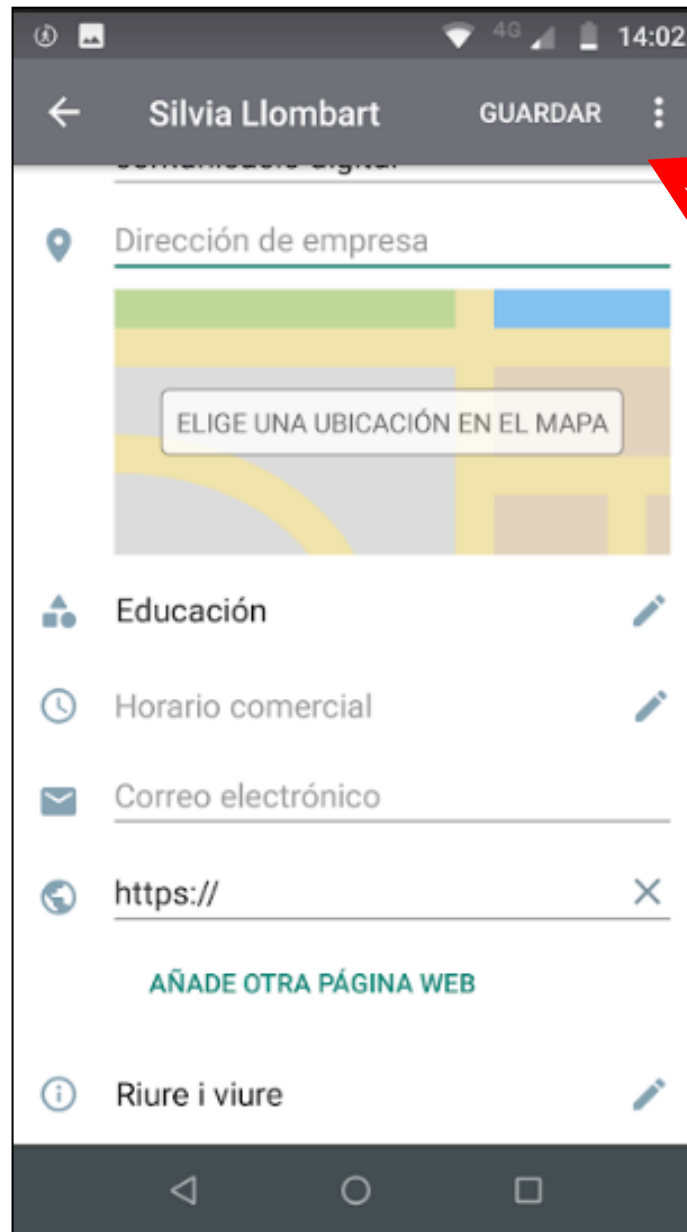 4G 14:02
Silvia Llombart GUARDAR
Dirección de empresa
ELIGE UNA UBICACIÓN EN EL MAPA
Educación
Horario comercial
Correo electrónico
https://
AÑADE OTRA PÁGINA WEB
Riure i viure